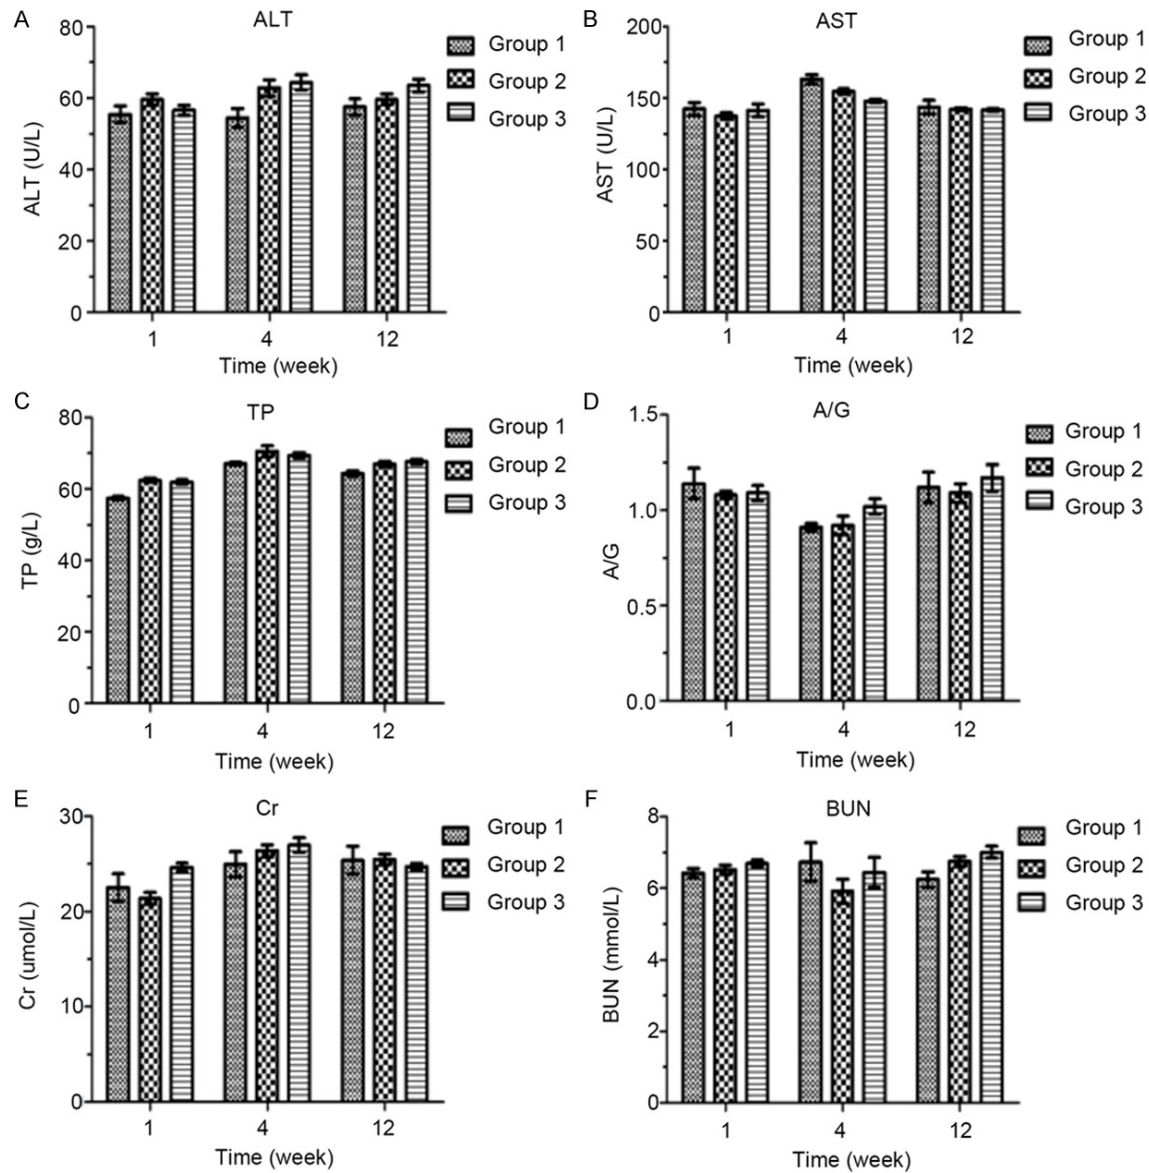 A
ALT
80
60
40
20
0
ALT (U/L)
1
4
12
Time (week)
Group 1
Group 2
Group 3
B
AST
200
150
100
50
0
AST (U/L)
1
4
12
Time (week)
Group 1
Group 2
Group 3
C
TP
80
60
40
20
0
TP (g/L)
1
4
12
Time (week)
Group 1
Group 2
Group 3
D
A/G
1.5
1.0
0.5
0.0
A/G
1
4
12
Time (week)
Group 1
Group 2
Group 3
E
Cr
30
20
10
0
Cr (umol/L)
1
4
12
Time (week)
Group 1
Group 2
Group 3
F
BUN
8
6
4
2
0
BUN (mmol/L)
1
4
12
Time (week)
Group 1
Group 2
Group 3